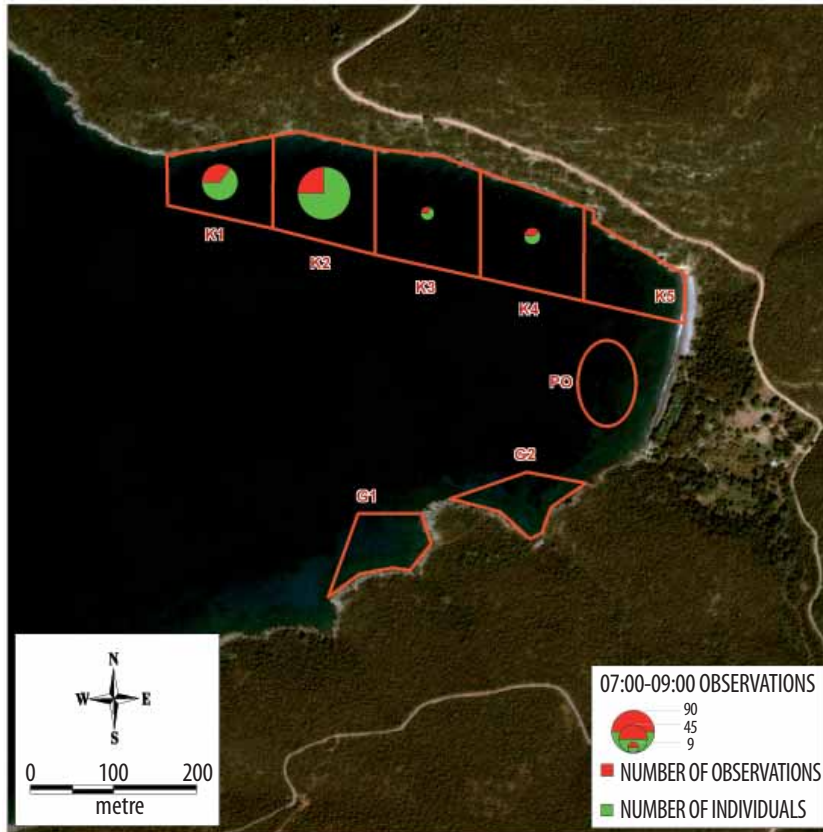 K1
K2
K3
K4
K5
PO
G2
G1
N
W E
S
0 100 200
metre
07:00-09:00 OBSERVATIONS
90
45
9
NUMBER OF OBSERVATIONS
NUMBER OF INDIVIDUALS